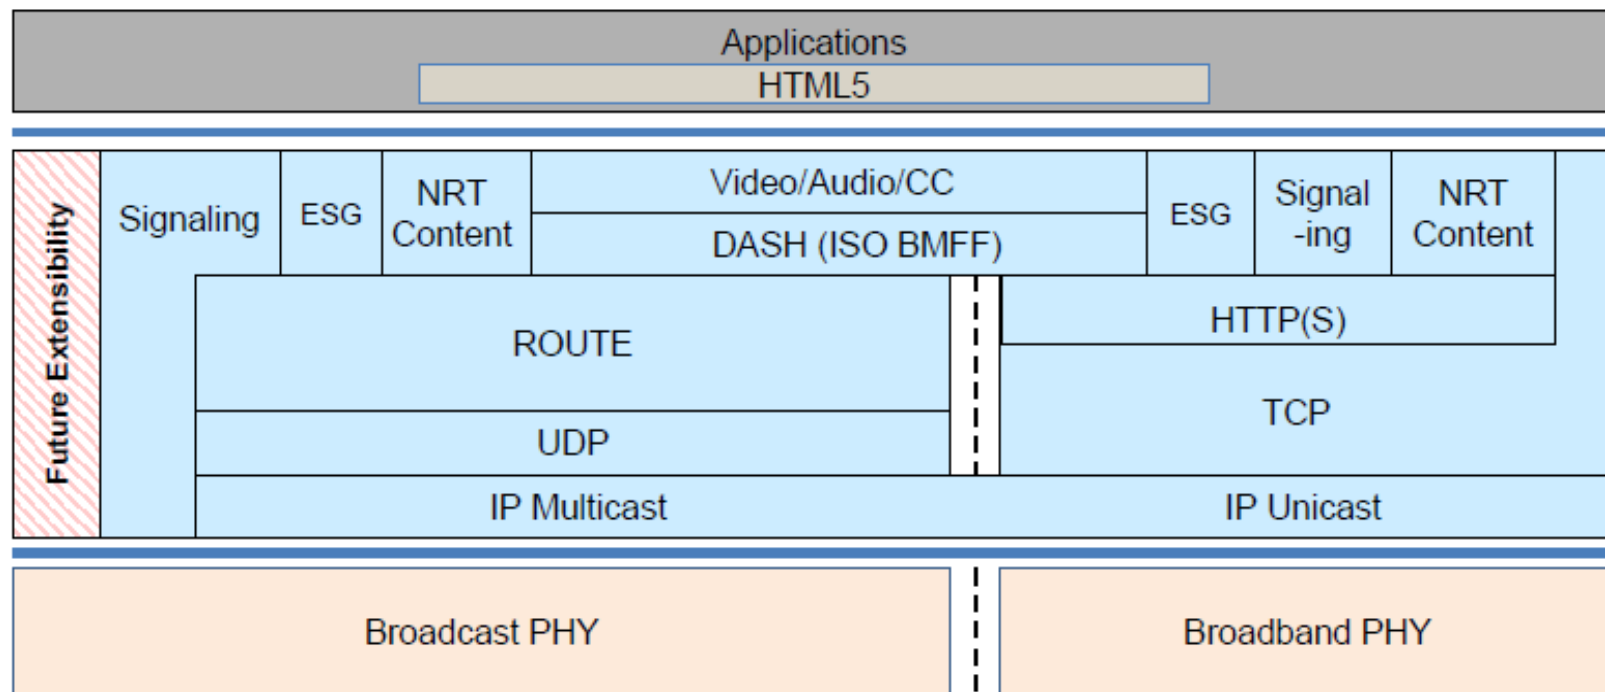 Applications
HTML5
Future Extensibility
Signaling
ESG
NRT
Content
Video/Audio/CC
DASH (ISO BMFF)
ESG
Signal
-ing
NRT
Content
ROUTE
HTTP(S)
UDP
TCP
IP Multicast
IP Unicast
Broadcast PHY
Broadband PHY